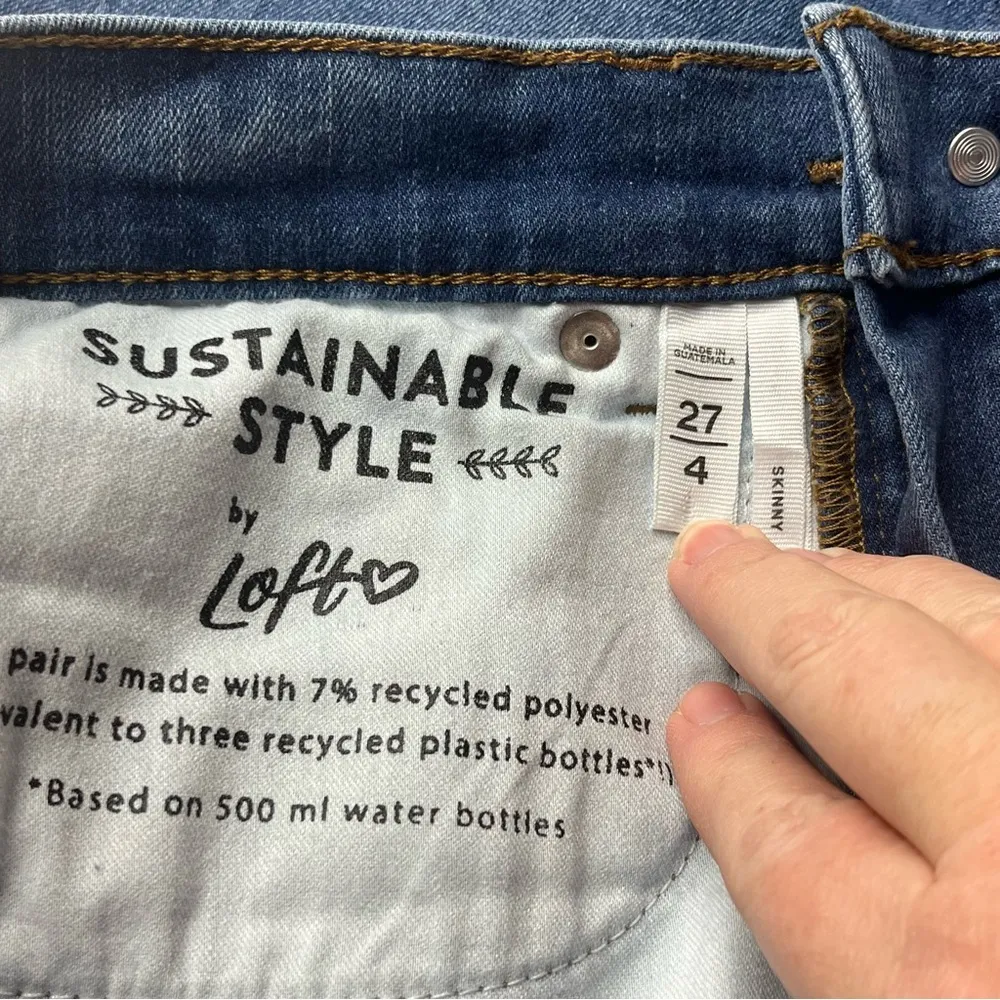 SUSTAINABLE
STYLE
by
Loft
pair is made with 7% recycled polyester
valent to three recycled plastic bottles*!)
*Based on 500 ml water bottles
MADE IN
GUATEMALA
27
4
SKINNY